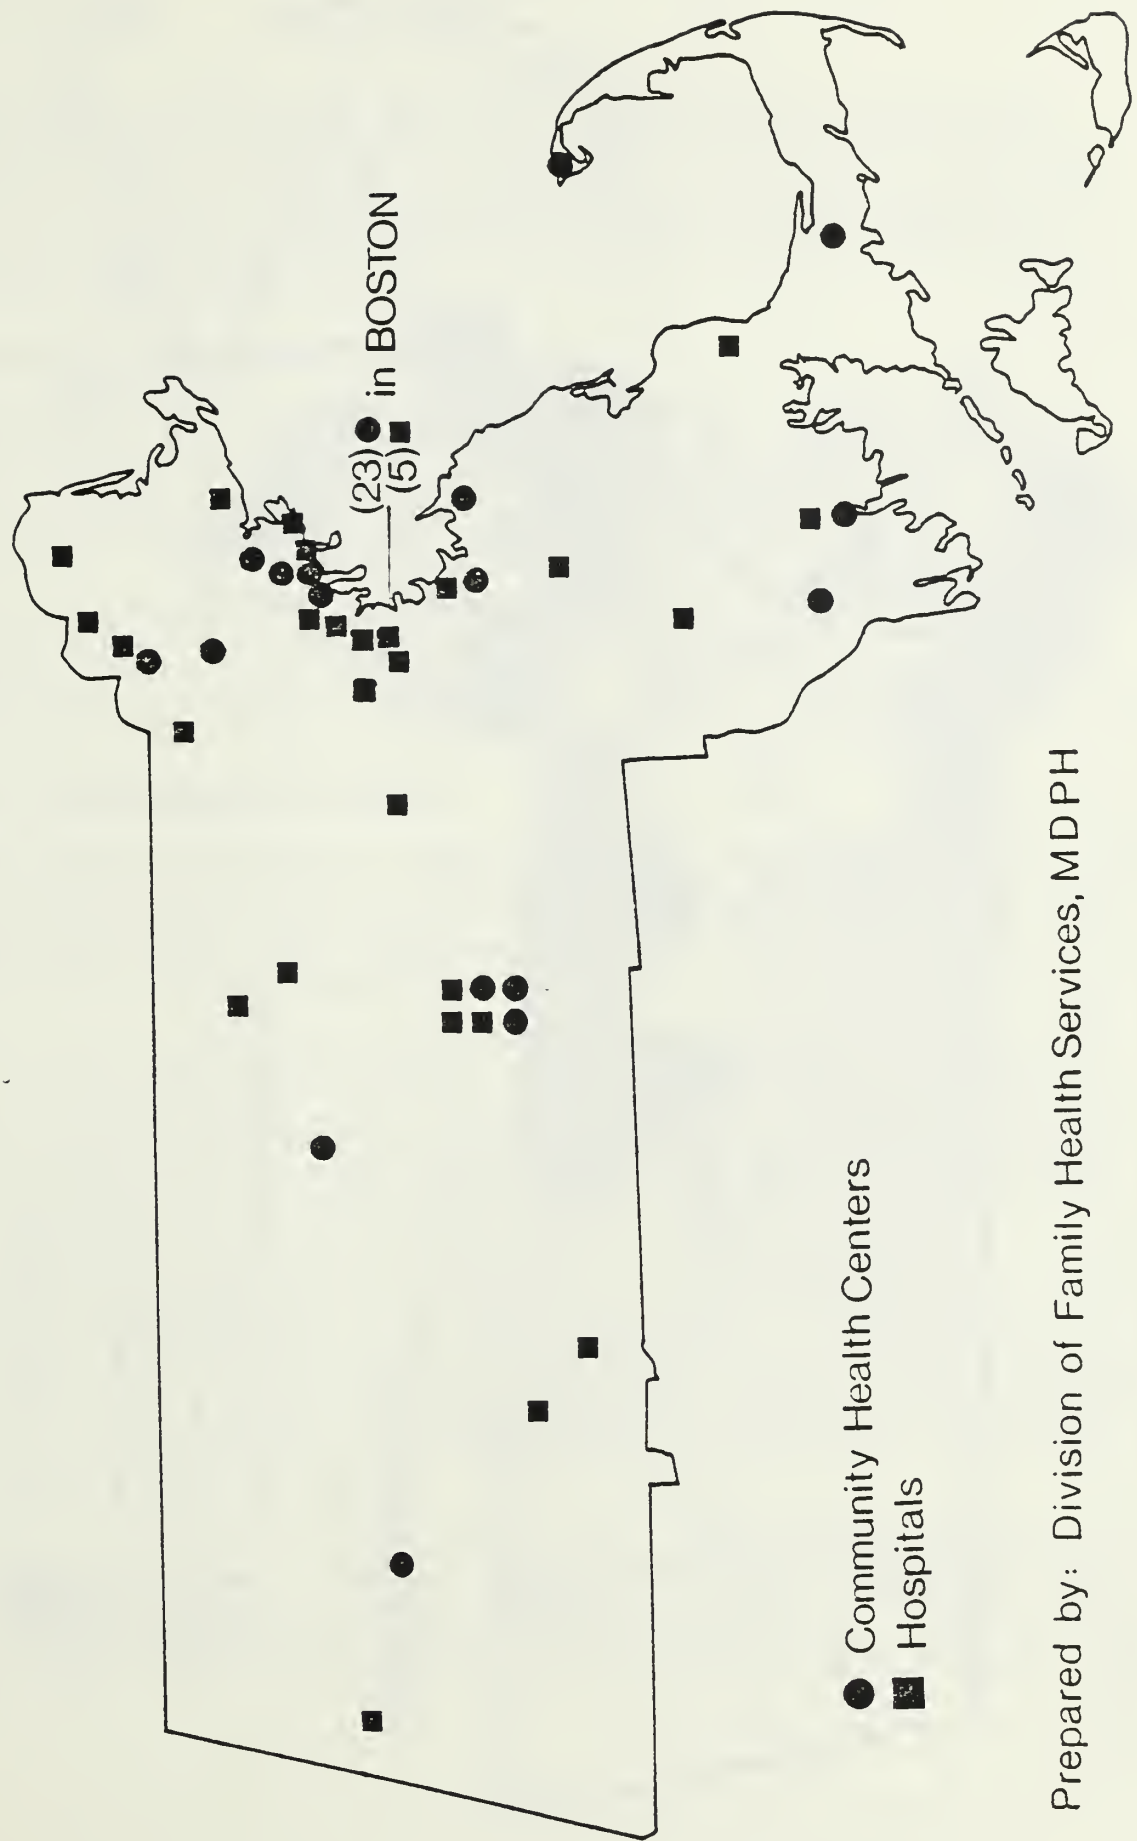 (23) ● in BOSTON
(5) ■
● Community Health Centers
■ Hospitals
Prepared by: Division of Family Health Services, MDPH